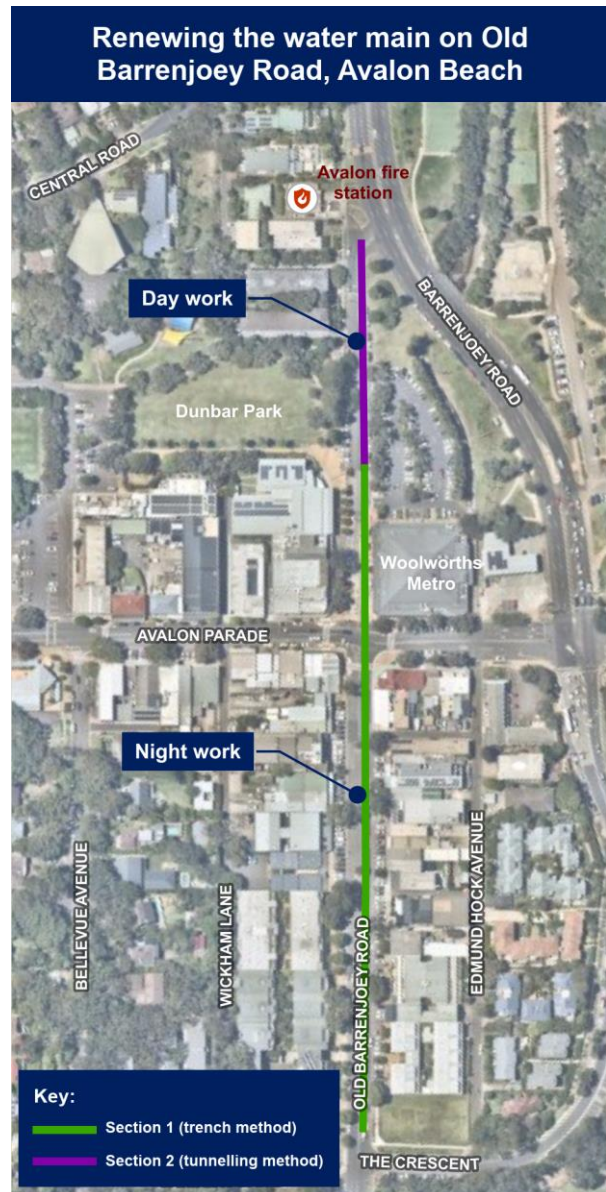 Renewing the water main on Old
Barrenjoey Road, Avalon Beach
CENTRAL ROAD
Avalon fire
station
Day work
BARRENJOEY ROAD
Dunbar Park
Woolworths
Metro
AVALON PARADE
Night work
BELLEVUE AVENUE
WICKHAM LANE
OLD BARRENJOEY ROAD
EDMUND HOCK AVENUE
Key:
Section 1 (trench method)
Section 2 (tunnelling method)
THE CRESCENT